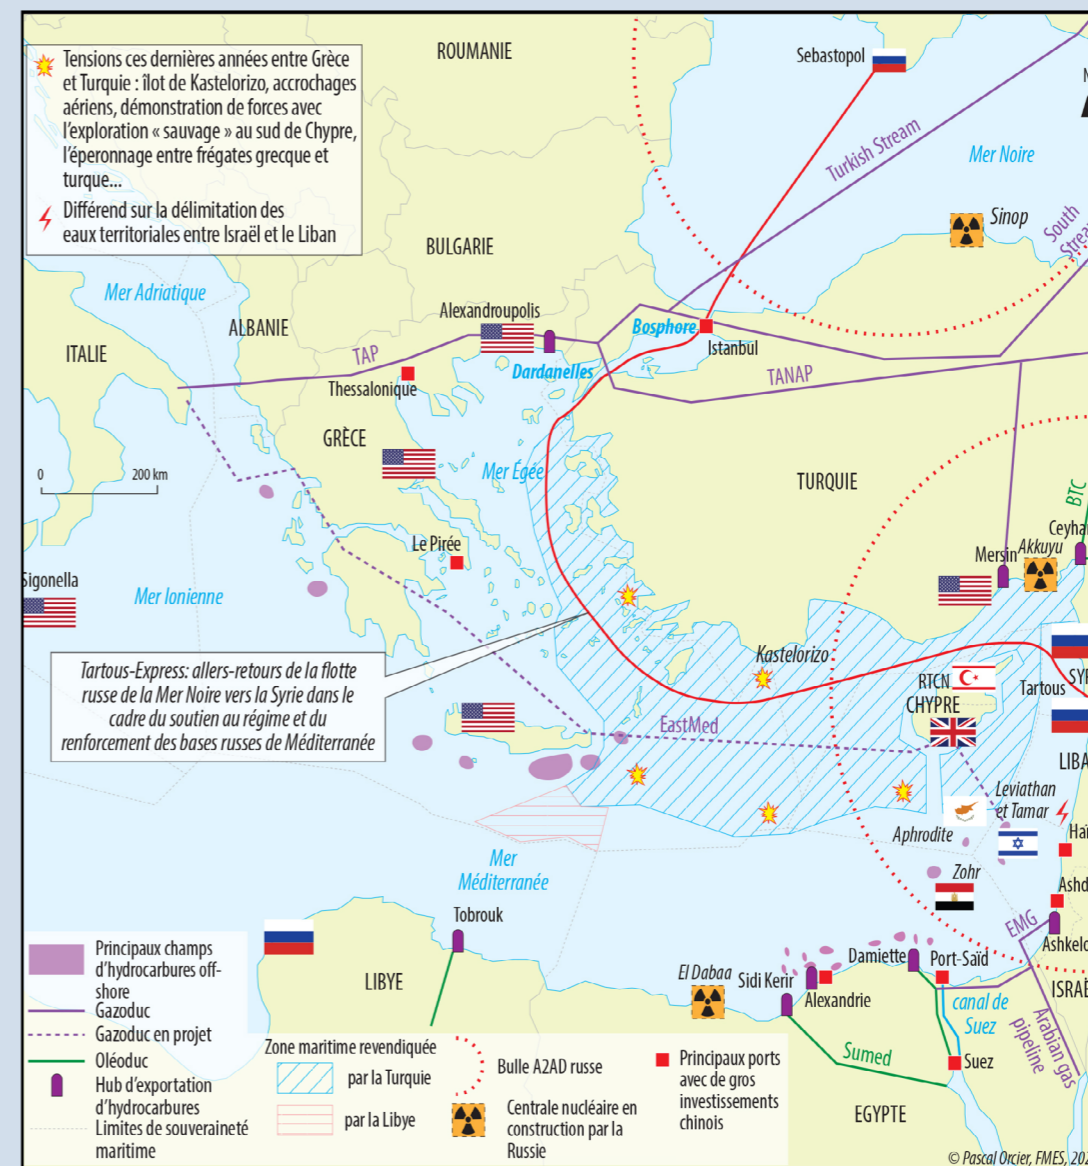 Tensions ces dernières années entre Grèce
et Turquie : îlot de Kastelorizo, accrochages
aériens, démonstration de forces avec
l'exploration « sauvage » au sud de Chypre,
l'éperonnage entre frégates grecque et
turque...
Différend sur la délimitation des
eaux territoriales entre Israël et le Liban
ROUMANIE
Sebastopol
Turkish Stream
Mer Noire
Sinop
South
Stream
BULGARIE
Mer Adriatique
ALBANIE
Alexandroupolis
Bosphore
Istanbul
ITALIE
TAP
Dardanelles
TANAP
Thessalonique
GRÈCE
0
200 km
Mer Égée
TURQUIE
BTC
Le Pirée
Mersin
Akkuyu
Sigonella
Mer Ionienne
Kastelorizo
Tartous-Express: allers-retours de la flotte
russe de la Mer Noire vers la Syrie dans le
cadre du soutien au régime et du
renforcement des bases russes de Méditerranée
RTCN
CHYPRE
Tartous
EastMed
Leviathan
et Tamar
Aphrodite
Zohr
Mer
Méditerranée
Tobrouk
EMG
LIBYE
El Dabaa
Sidi Kerir
Alexandrie
Damiette
Port-Saïd
canal de
Suez
Arabian gas
pipeline
Sumed
Suez
EGYPTE
Principaux champs
d'hydrocarbures off-
shore
Gazoduc
Gazoduc en projet
Oléoduc
Hub d'exportation
d'hydrocarbures
Limites de souveraineté
maritime
Zone maritime revendiquée
par la Turquie
par la Libye
Bulle A2AD russe
Centrale nucléaire en
construction par la
Russie
Principaux ports
avec de gros
investissements
chinois
© Pascal Orcier, FMES,